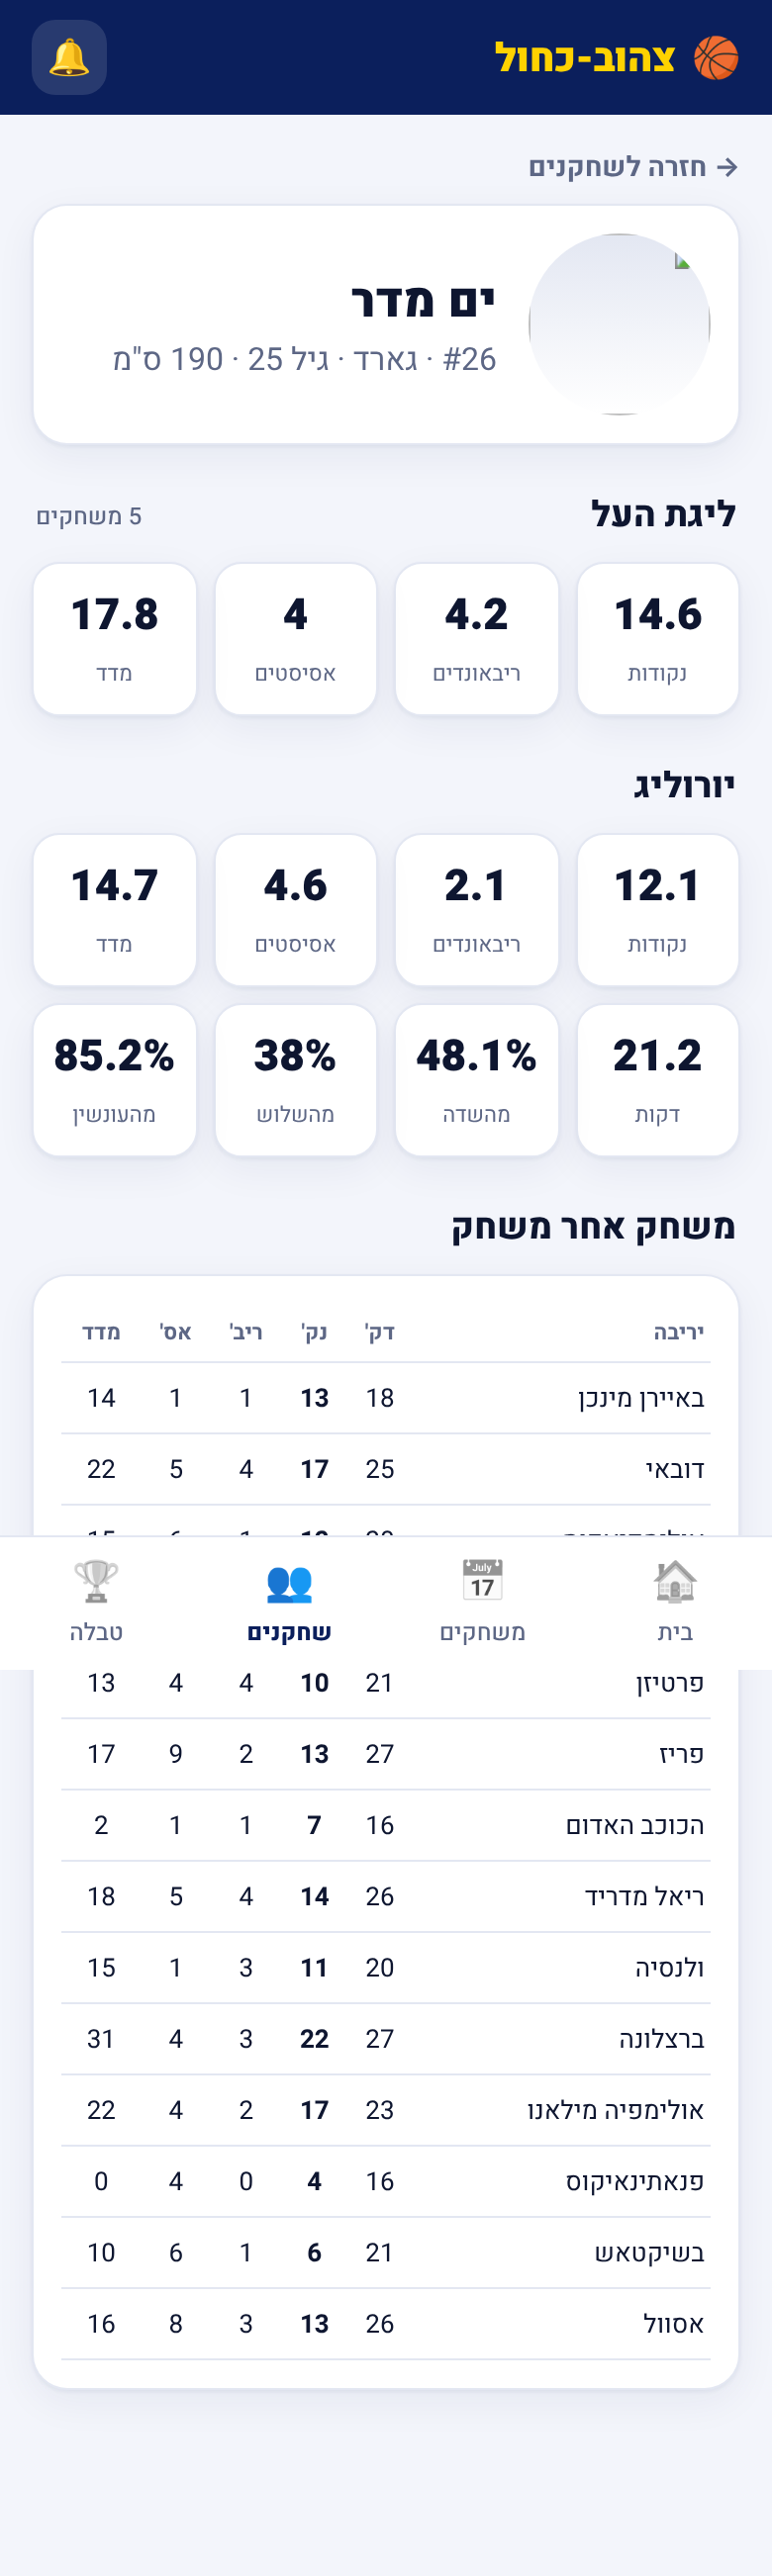 צהוב-כחול
→ חזרה לשחקנים
ים מדר
#26 · גארד · גיל 25 · 190 ס"מ
ליגת העל 5 משחקים
14.6 4.2 4 17.8
נקודות ריבאונדים אסיסטים מדד
יורוליג
12.1 2.1 4.6 14.7
נקודות ריבאונדים אסיסטים מדד
21.2 48.1% 38% 85.2%
דקות מהשדה מהשלוש מהעונשין
משחק אחר משחק
יריבה דק' נק' ריב' אס' מדד
באיירן מינכן 18 13 1 1 14
דובאי 25 17 4 5 22
July
17
בית משחקים שחקנים טבלה
פרטיזן 21 10 4 4 13
פריז 27 13 2 9 17
הכוכב האדום 16 7 1 1 2
ריאל מדריד 26 14 4 5 18
ולנסיה 20 11 3 1 15
ברצלונה 27 22 3 4 31
אולימפיה מילאנו 23 17 2 4 22
פנאתינאיקוס 16 4 0 4 0
בשיקטאש 21 6 1 6 10
אסוול 26 13 3 8 16